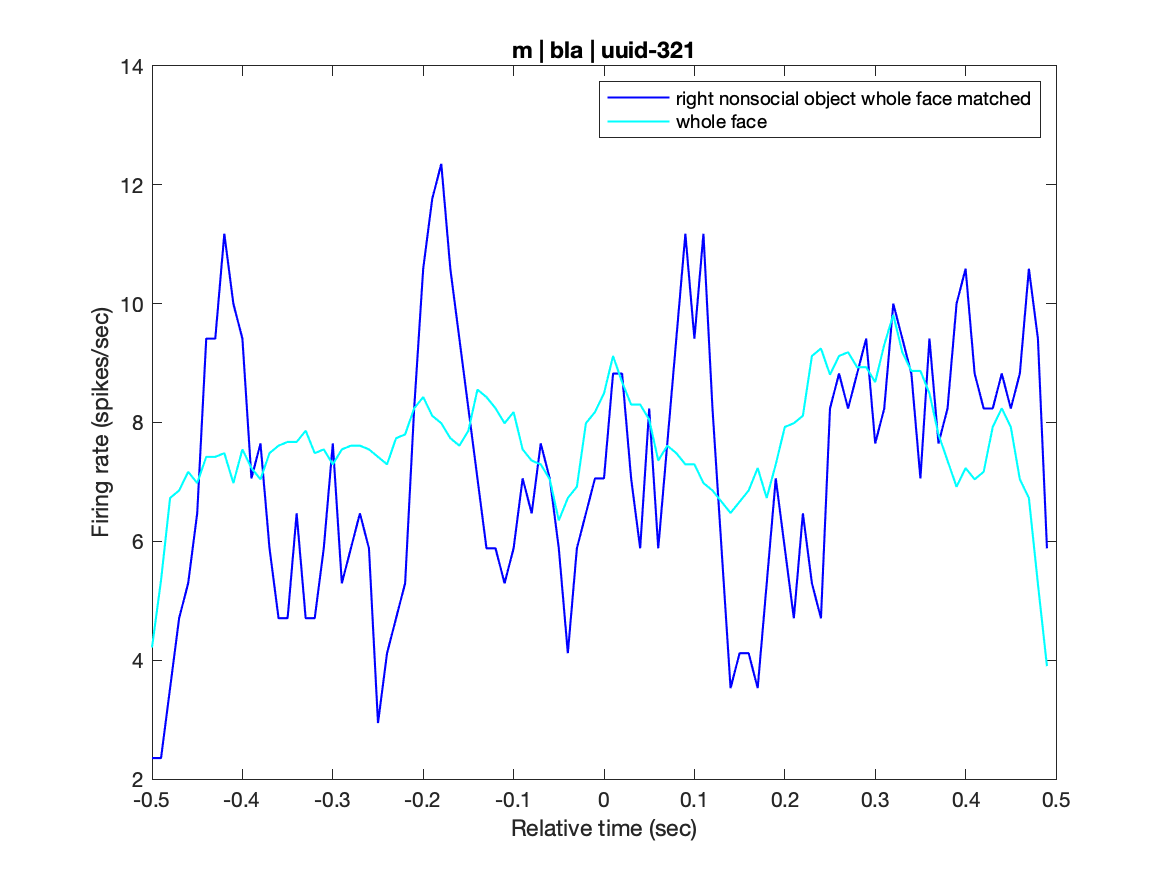 m | bla | uuid-321
14
right nonsocial object whole face matched
whole face
12
10
8
6
4
2
Firing rate (spikes/sec)
-0.5 -0.4 -0.3 -0.2 -0.1 0 0.1 0.2 0.3 0.4 0.5
Relative time (sec)